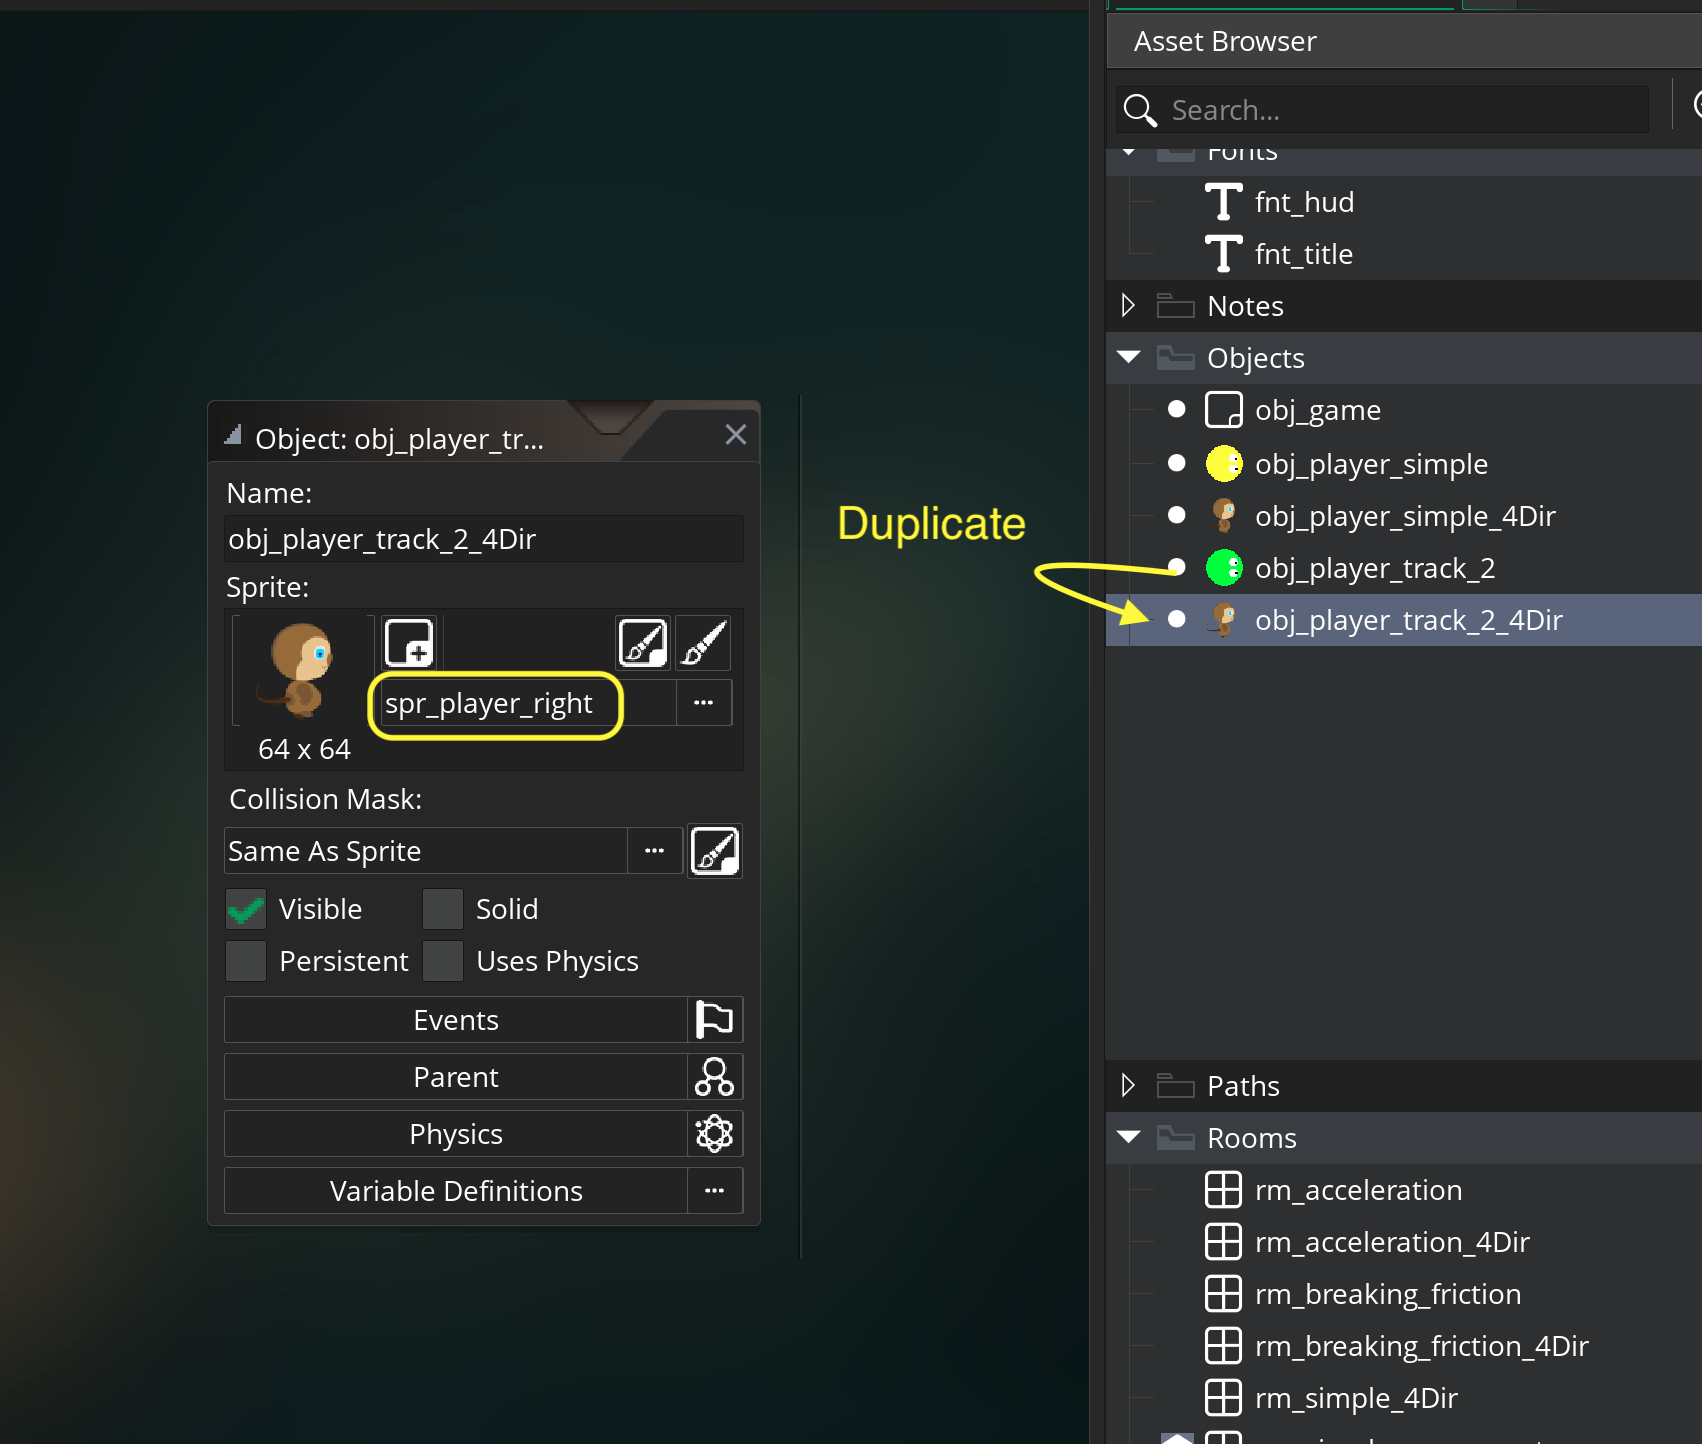 Asset Browser
Search...
Fonts
fnt_hud
fnt_title
Notes
Objects
obj_game
obj_player_simple
obj_player_simple_4Dir
obj_player_track_2
obj_player_track_2_4Dir
Paths
Rooms
rm_acceleration
rm_acceleration_4Dir
rm_breaking_friction
rm_breaking_friction_4Dir
rm_simple_4Dir
Duplicate
Object: obj_player_tr...
Name:
obj_player_track_2_4Dir
Sprite:
spr_player_right
64 x 64
Collision Mask:
Same As Sprite
Visible
Solid
Persistent
Uses Physics
Events
Parent
Physics
Variable Definitions